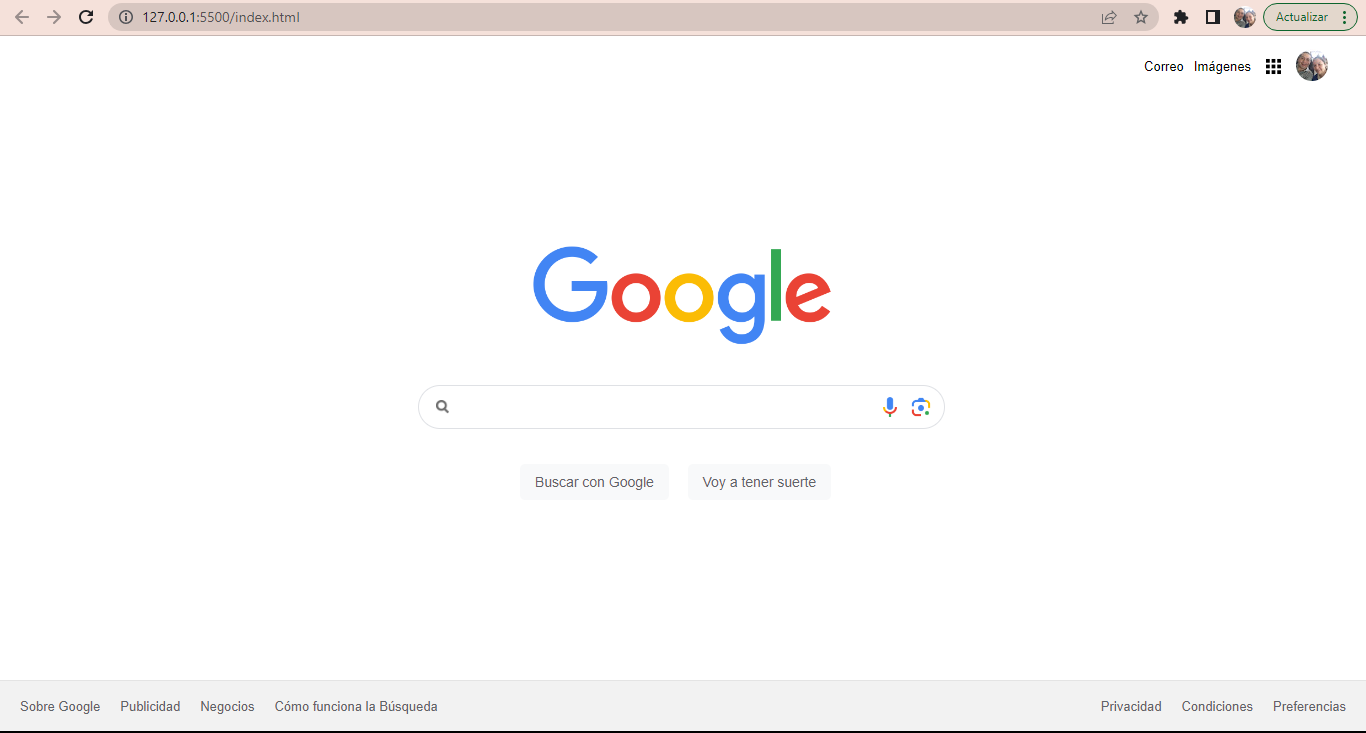 127.0.0.1:5500/index.html
Actualizar
Correo Imágenes
Google
Buscar con Google Voy a tener suerte
Sobre Google Publicidad Negocios Cómo funciona la Búsqueda Privacidad Condiciones Preferencias